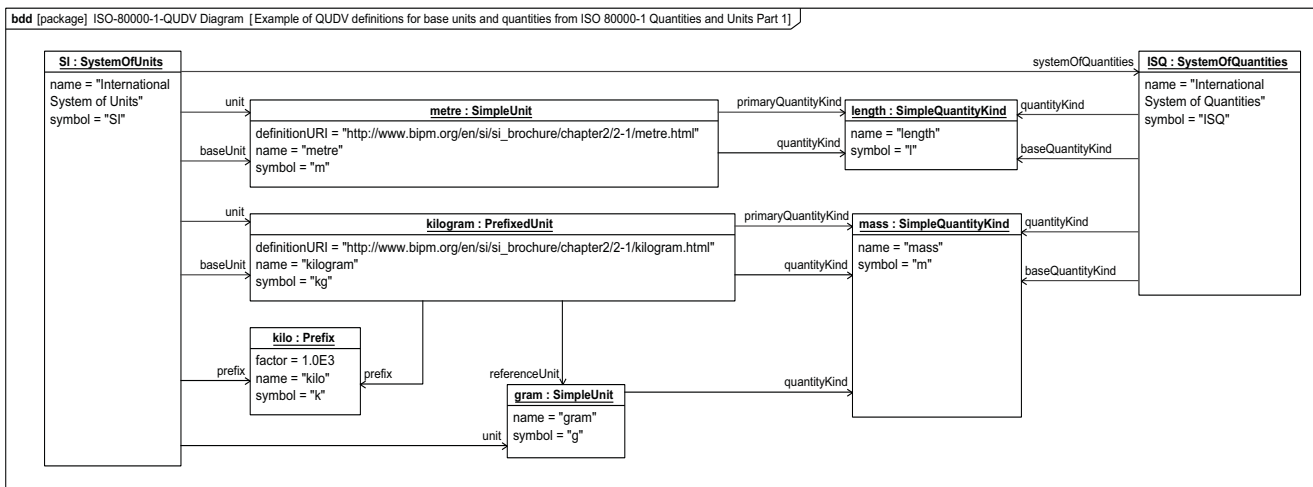 bdd [package] ISO-80000-1-QUDV Diagram [Example of QUDV definitions for base units and quantities from ISO 80000-1 Quantities and Units Part 1]
SI : SystemOfUnits
name = "International
System of Units"
symbol = "SI"
systemOfQuantities
ISQ : SystemOfQuantities
name = "International
System of Quantities"
symbol = "ISQ"
unit
baseUnit
metre : SimpleUnit
definitionURI = "http://www.bipm.org/en/si/si_brochure/chapter2/2-1/metre.html"
name = "metre"
symbol = "m"
primaryQuantityKind
quantityKind
length : SimpleQuantityKind
name = "length"
symbol = "l"
quantityKind
baseQuantityKind
unit
baseUnit
kilogram : PrefixedUnit
definitionURI = "http://www.bipm.org/en/si/si_brochure/chapter2/2-1/kilogram.html"
name = "kilogram"
symbol = "kg"
primaryQuantityKind
quantityKind
mass : SimpleQuantityKind
name = "mass"
symbol = "m"
quantityKind
baseQuantityKind
prefix
kilo : Prefix
factor = 1.0E3
name = "kilo"
symbol = "k"
prefix
referenceUnit
gram : SimpleUnit
name = "gram"
symbol = "g"
quantityKind
unit